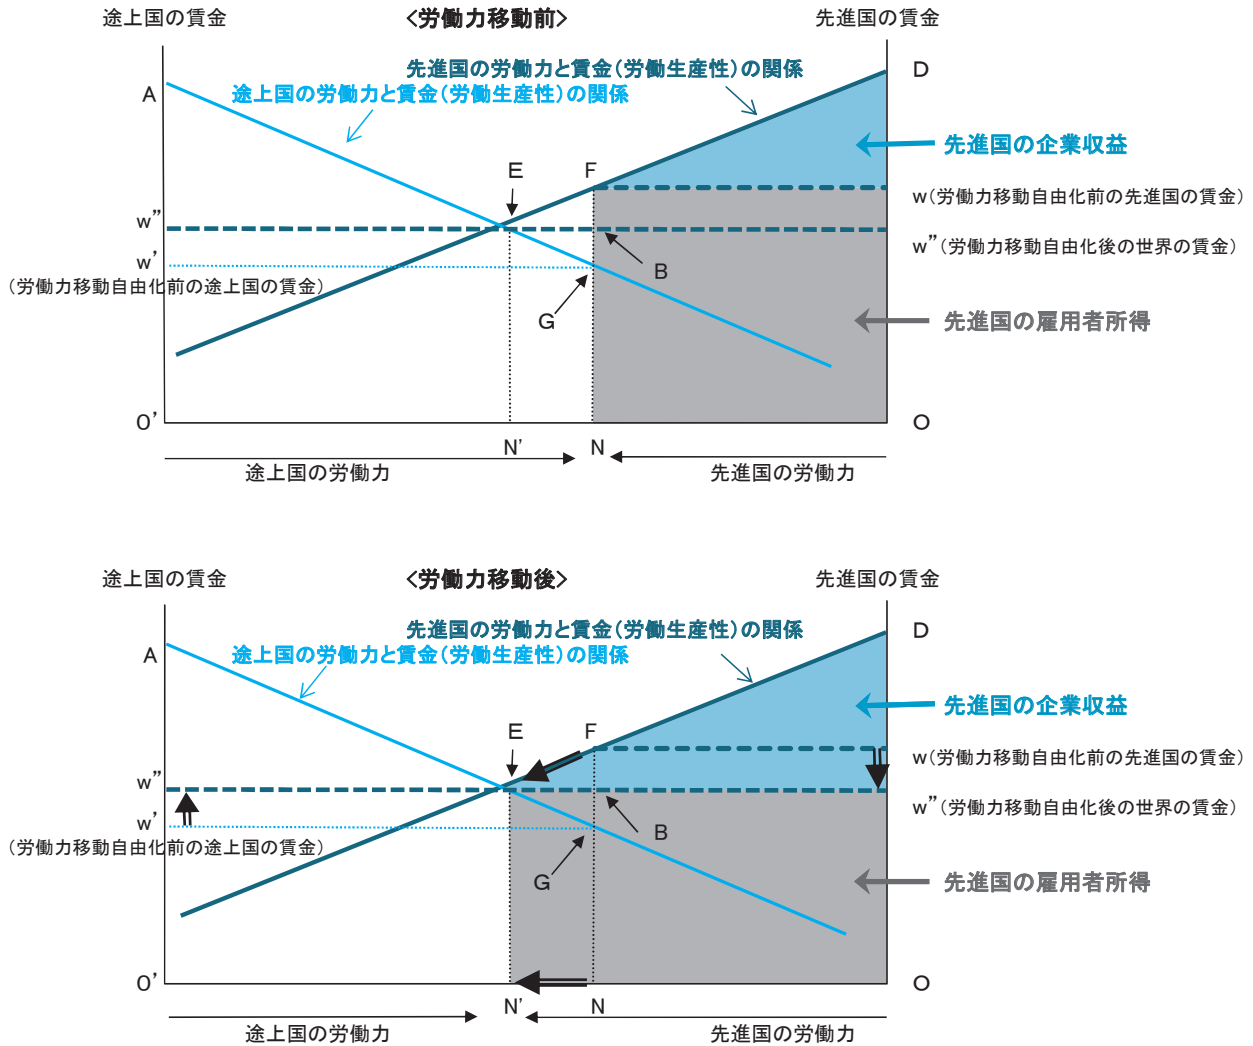 途上国の賃金
〈労働力移動前〉
先進国の賃金
先進国の労働力と賃金(労働生産性)の関係
D
A
途上国の労働力と賃金(労働生産性)の関係
先進国の企業収益
E
F
w(労働力移動自由化前の先進国の賃金)
w”
w”(労働力移動自由化後の世界の賃金)
w’
B
(労働力移動自由化前の途上国の賃金)
G
先進国の雇用者所得
O’
O
N’
N
途上国の労働力
先進国の労働力
途上国の賃金
〈労働力移動後〉
先進国の賃金
先進国の労働力と賃金(労働生産性)の関係
D
A
途上国の労働力と賃金(労働生産性)の関係
先進国の企業収益
E
F
w(労働力移動自由化前の先進国の賃金)
w”
w”(労働力移動自由化後の世界の賃金)
w’
B
(労働力移動自由化前の途上国の賃金)
G
先進国の雇用者所得
O’
O
N’
N
途上国の労働力
先進国の労働力